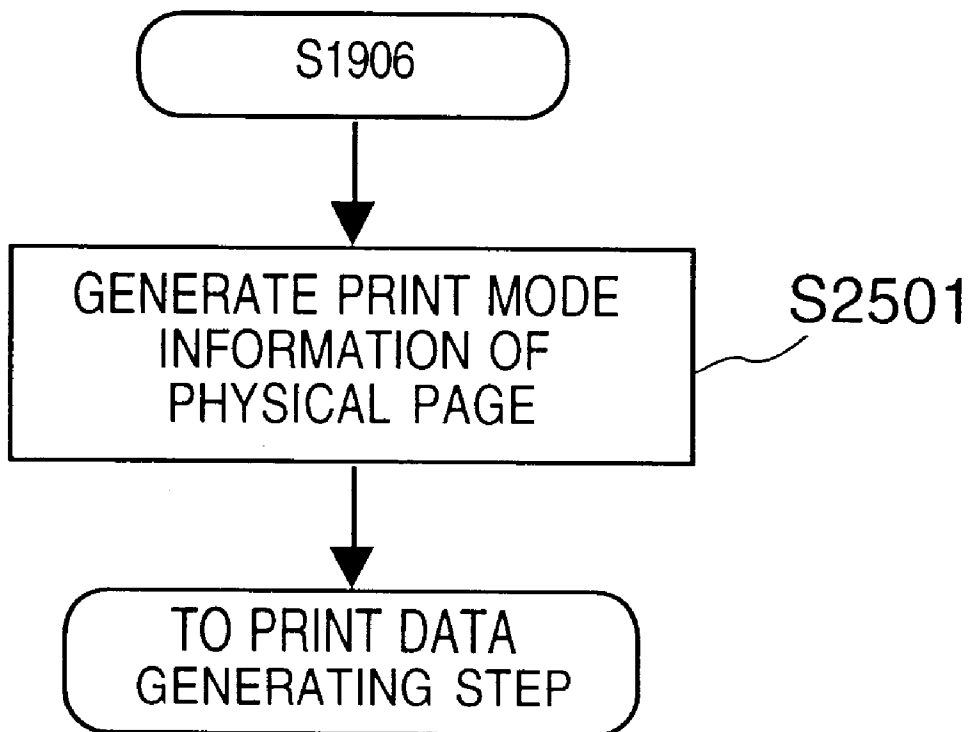 S1906
GENERATE PRINT MODE
INFORMATION OF
PHYSICAL PAGE
S2501
TO PRINT DATA
GENERATING STEP